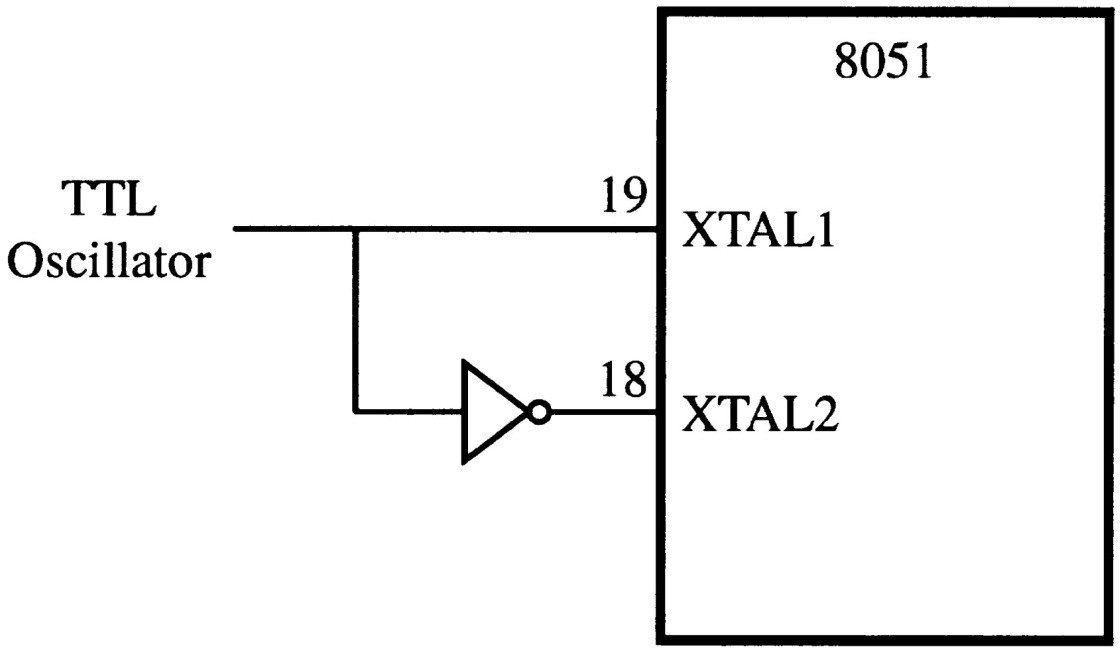 8051
TTL
Oscillator
19
XTAL1
18
XTAL2